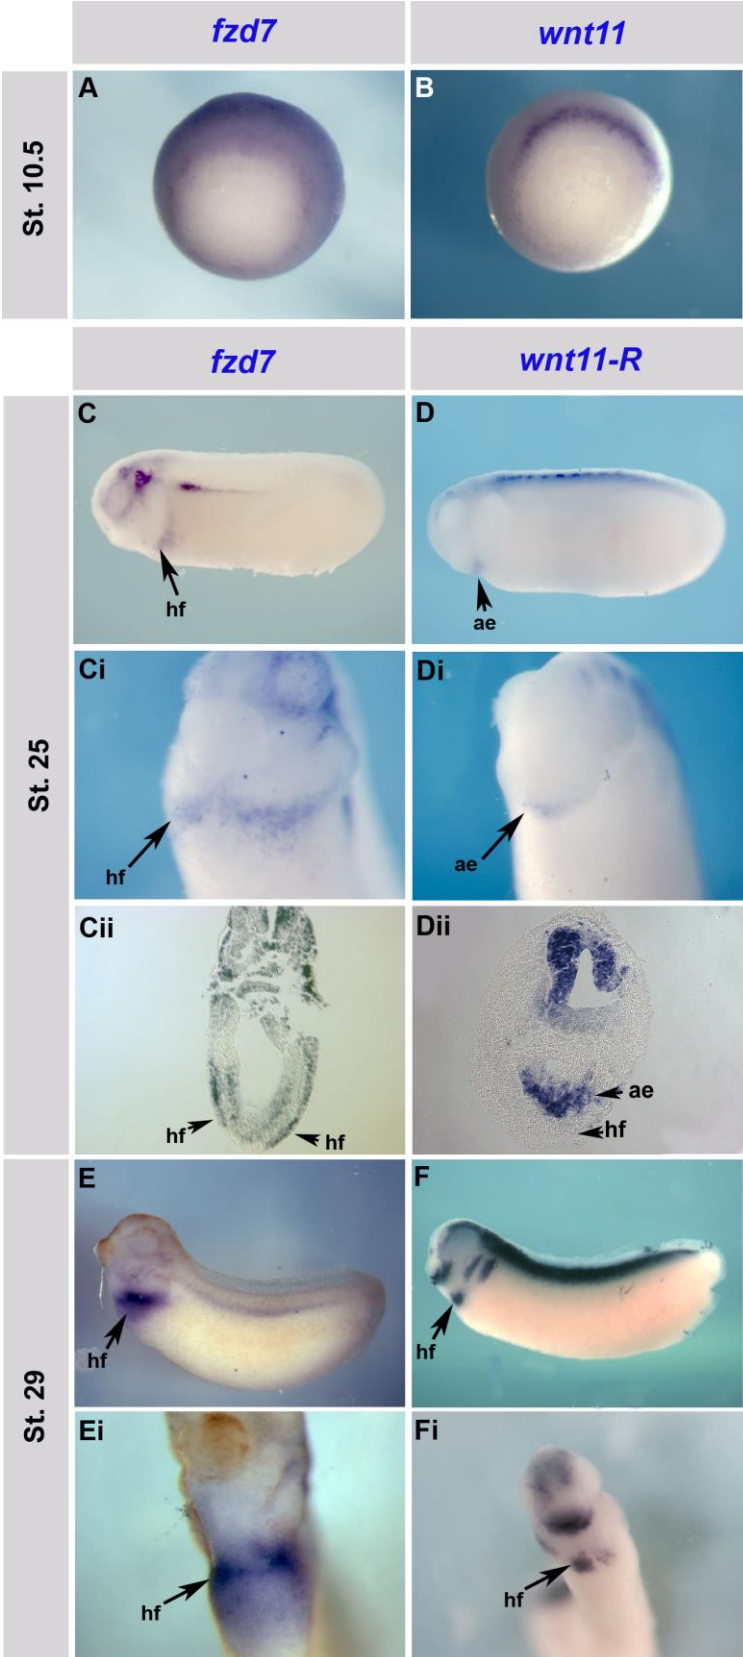 fzd7 wnt11
St. 10.5
A B
fzd7 wnt11-R
St. 25
C D
hf ae
Ci Di
hf ae
Cii Dii
ae
hf hf hf
St. 29
E F
hf hf
Ei Fi
hf hf